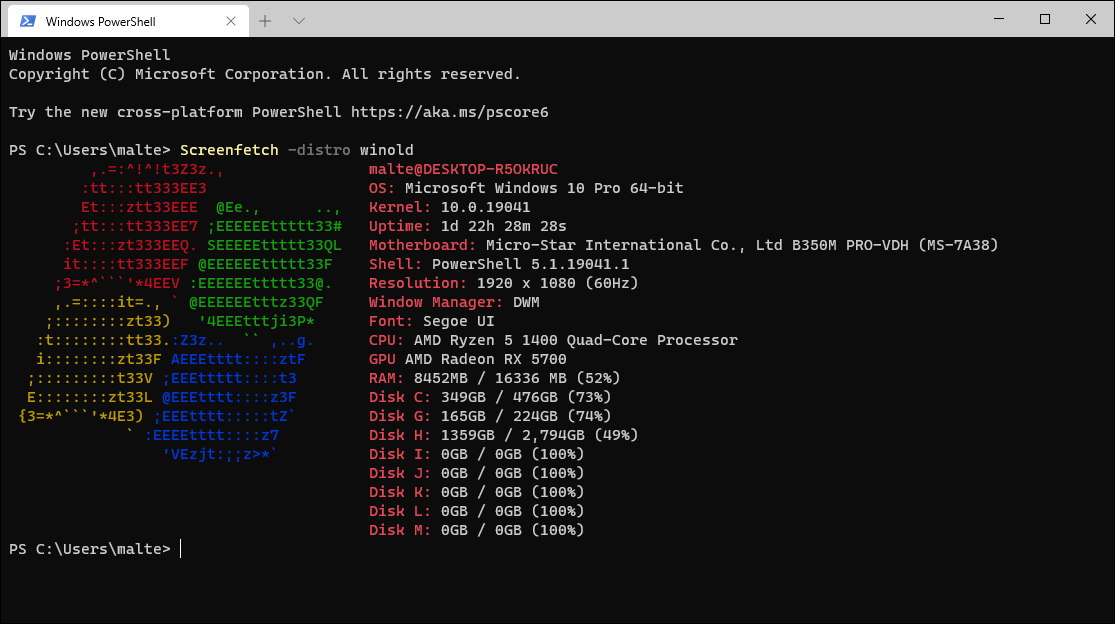 Windows PowerShell
Windows PowerShell
Copyright (C) Microsoft Corporation. All rights reserved.
Try the new cross-platform PowerShell https://aka.ms/pscore6
PS C:\Users\malte> Screenfetch -distro winold
,.=:^!^!t3Z3z., malte@DESKTOP-R5OKRUC
:tt:::tt333EE3 OS: Microsoft Windows 10 Pro 64-bit
Et:::ztt33EEE @Ee., .., Kernel: 10.0.19041
;tt:::tt333EE7 ;EEEEEEttttt33# Uptime: 1d 22h 28m 28s
:Et:::zt333EEQ. SEEEEEttttt33QL Motherboard: Micro-Star International Co., Ltd B350M PRO-VDH (MS-7A38)
it::::tt333EEF @EEEEEEttttt33F Shell: PowerShell 5.1.19041.1
;3=*^```'*4EEV :EEEEEEttttt33@. Resolution: 1920 x 1080 (60Hz)
,.=::::it=., ` @EEEEEEtttz33QF Window Manager: DWM
;::::::::zt33) '4EEEtttji3P* Font: Segoe UI
:t::::::::tt33.:Z3z.. `` ,..g. CPU: AMD Ryzen 5 1400 Quad-Core Processor
i::::::::zt33F AEEEtttt::::ztF GPU AMD Radeon RX 5700
;:::::::::t33V ;EEEttttt::::t3 RAM: 8452MB / 16336 MB (52%)
E::::::::zt33L @EEEtttt::::z3F Disk C: 349GB / 476GB (73%)
{3=*^```'*4E3) ;EEEtttt:::::tZ` Disk G: 165GB / 224GB (74%)
` :EEEEtttt::::z7 Disk H: 1359GB / 2,794GB (49%)
'VEzjt:;;z>*` Disk I: 0GB / 0GB (100%)
Disk J: 0GB / 0GB (100%)
Disk K: 0GB / 0GB (100%)
Disk L: 0GB / 0GB (100%)
Disk M: 0GB / 0GB (100%)
PS C:\Users\malte>